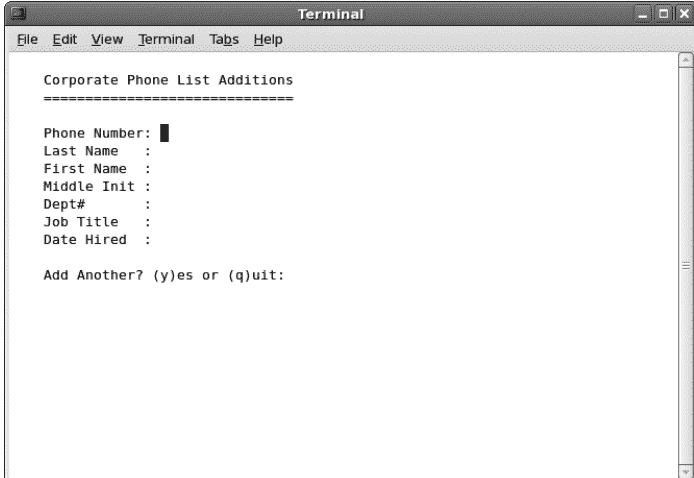 Terminal
File Edit View Terminal Tabs Help
Corporate Phone List Additions
==============================
Phone Number:
Last Name   :
First Name  :
Middle Init :
Dept#       :
Job Title   :
Date Hired  :
Add Another? (y)es or (q)uit: